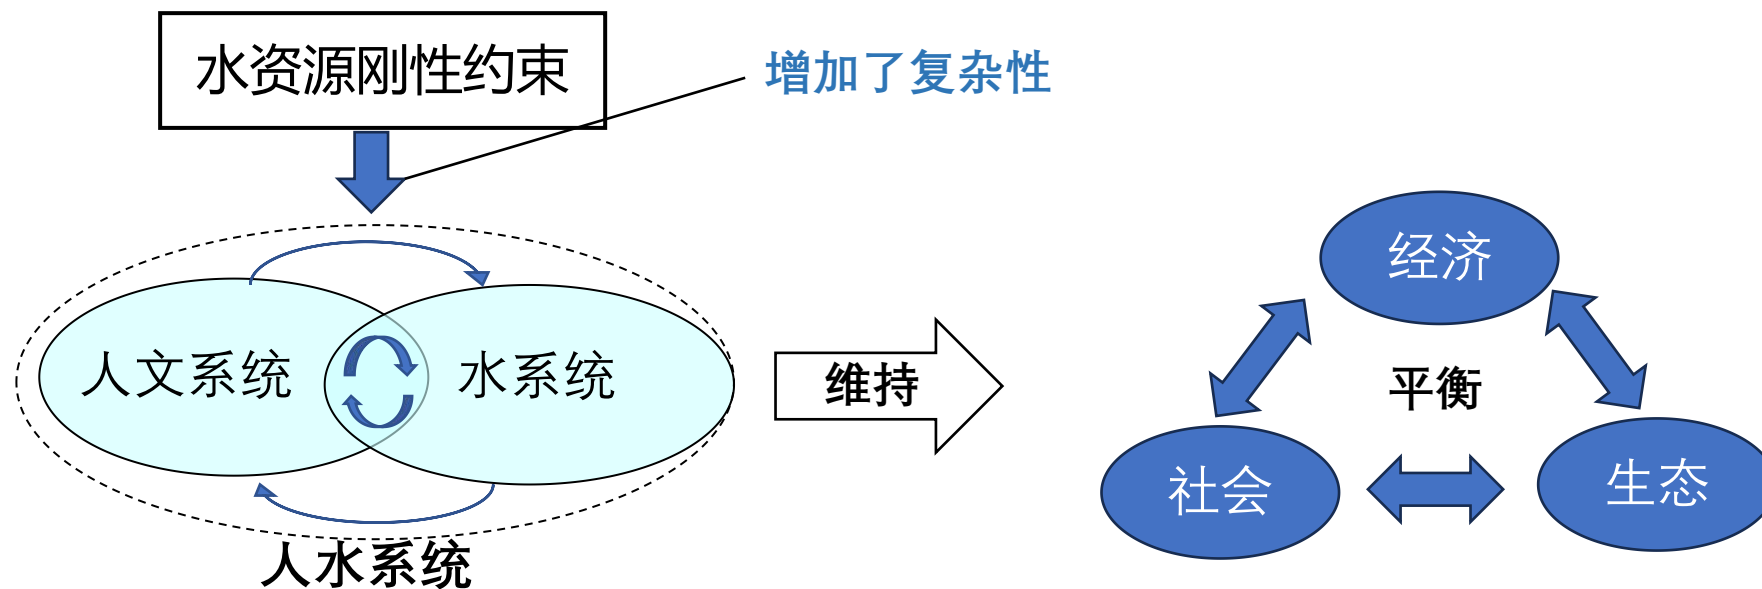 水资源刚性约束
增加了复杂性
人文系统
水系统
人水系统
维持
经济
平衡
社会
生态